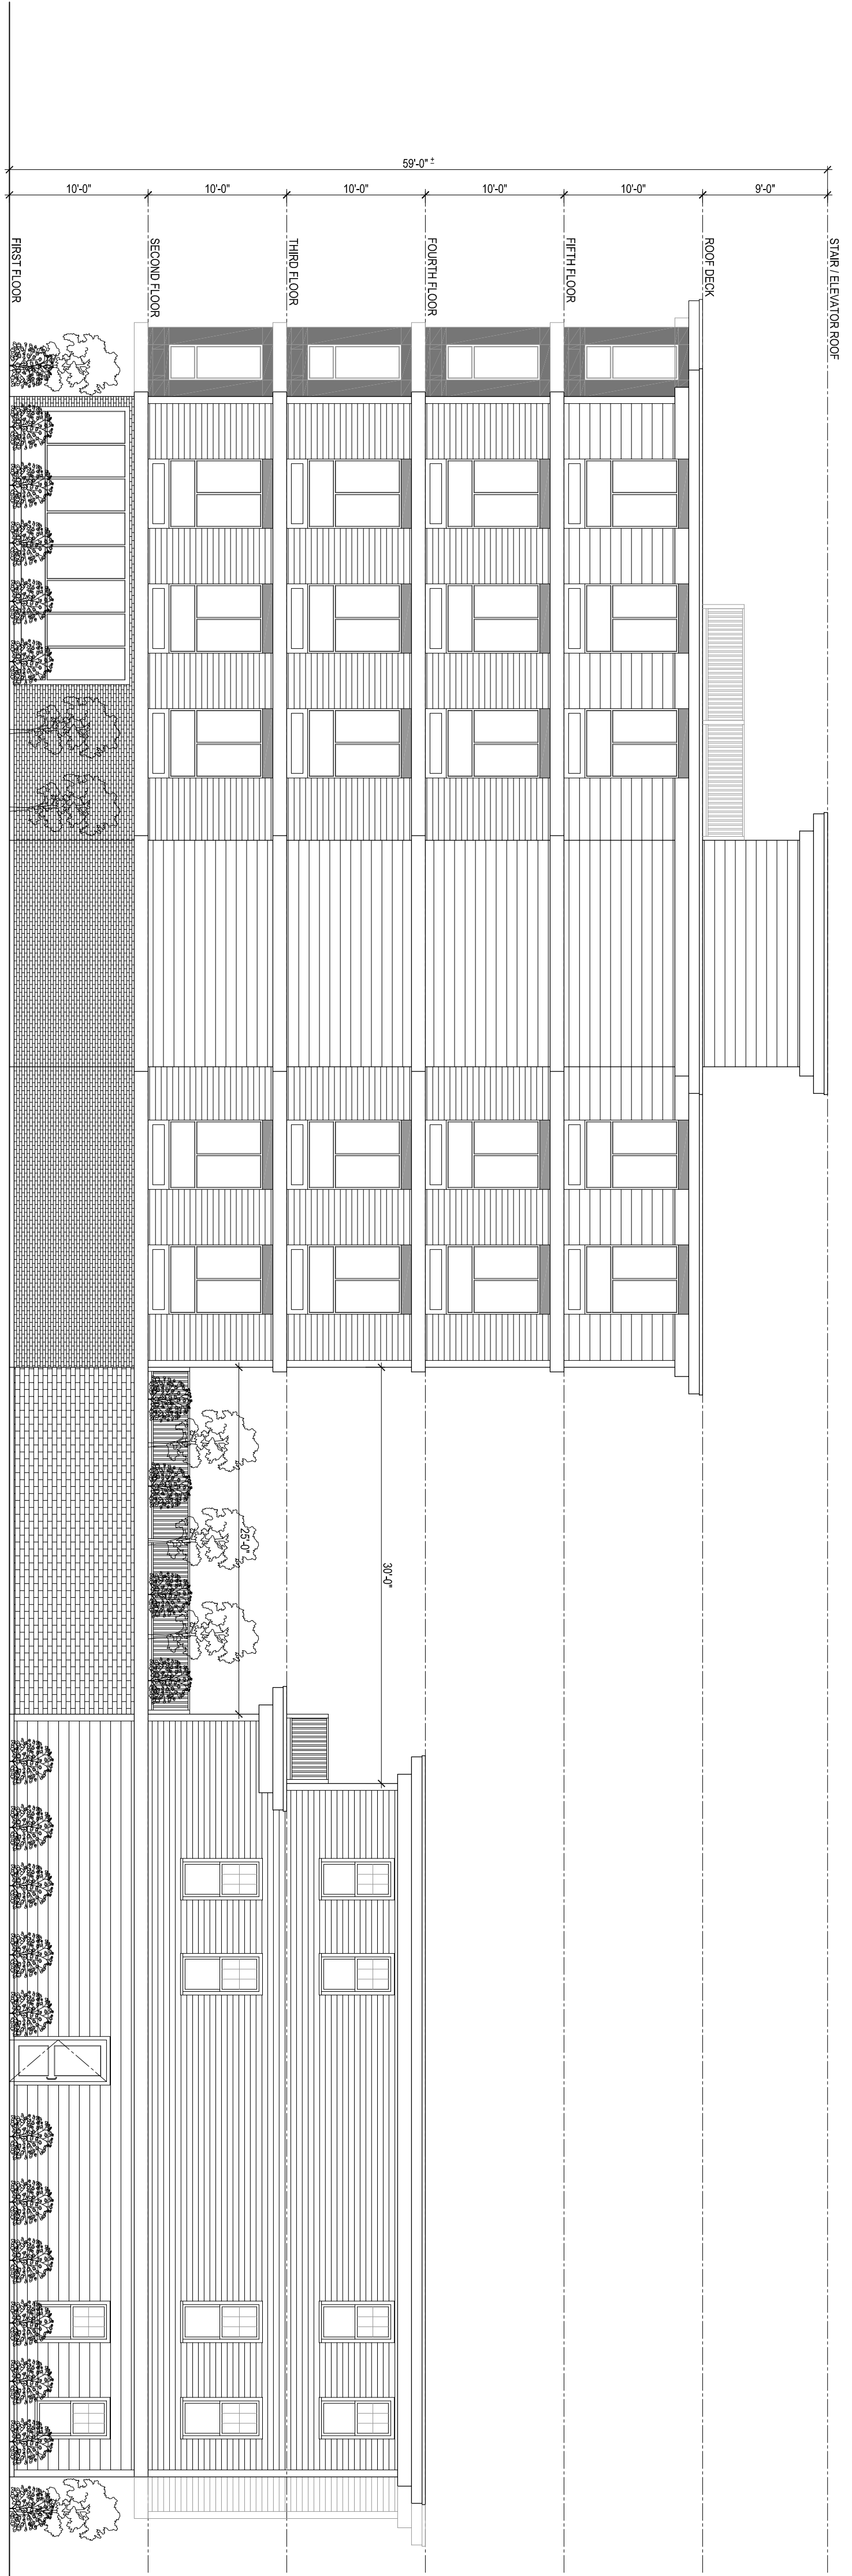 59'-0" ±
10'-0"
10'-0"
10'-0"
10'-0"
10'-0"
9'-0"
STAIR / ELEVATOR ROOF
ROOF DECK
FIFTH FLOOR
FOURTH FLOOR
THIRD FLOOR
SECOND FLOOR
FIRST FLOOR
30'-0"
25'-0"